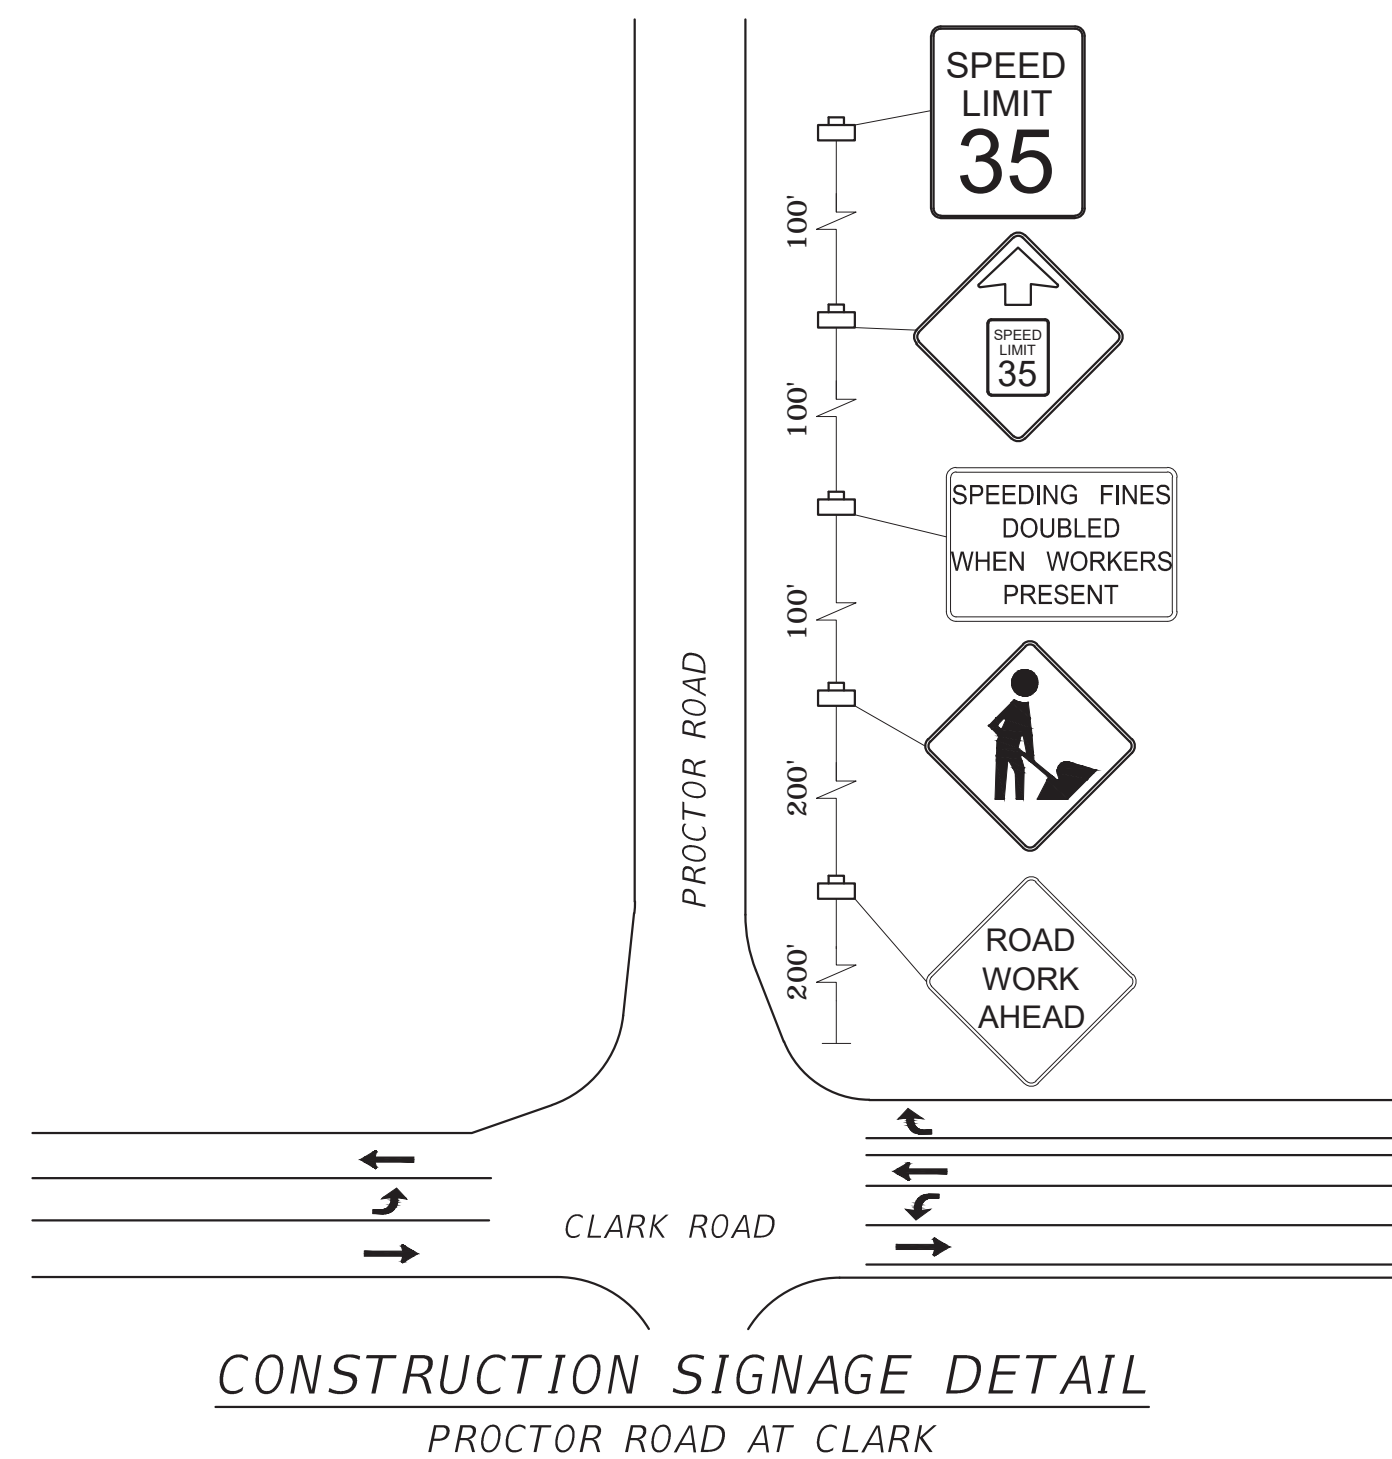 SPEED
LIMIT
35
100'
SPEED
LIMIT
35
100'
SPEEDING FINES
DOUBLED
WHEN WORKERS
PRESENT
100'
PROCTOR ROAD
200'
ROAD
WORK
AHEAD
200'
CLARK ROAD
CONSTRUCTION SIGNAGE DETAIL
PROCTOR ROAD AT CLARK